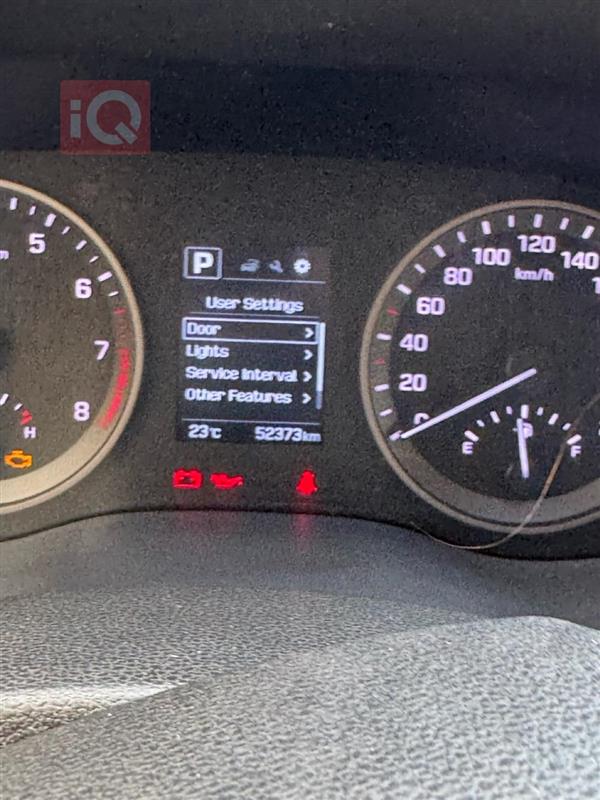 iQ
5
6
7
8
H
P
User Settings
Door >
Lights >
Service Interval >
Other Features >
23°C 52373km
0
20
40
60
80
100
120
140
km/h
E
F